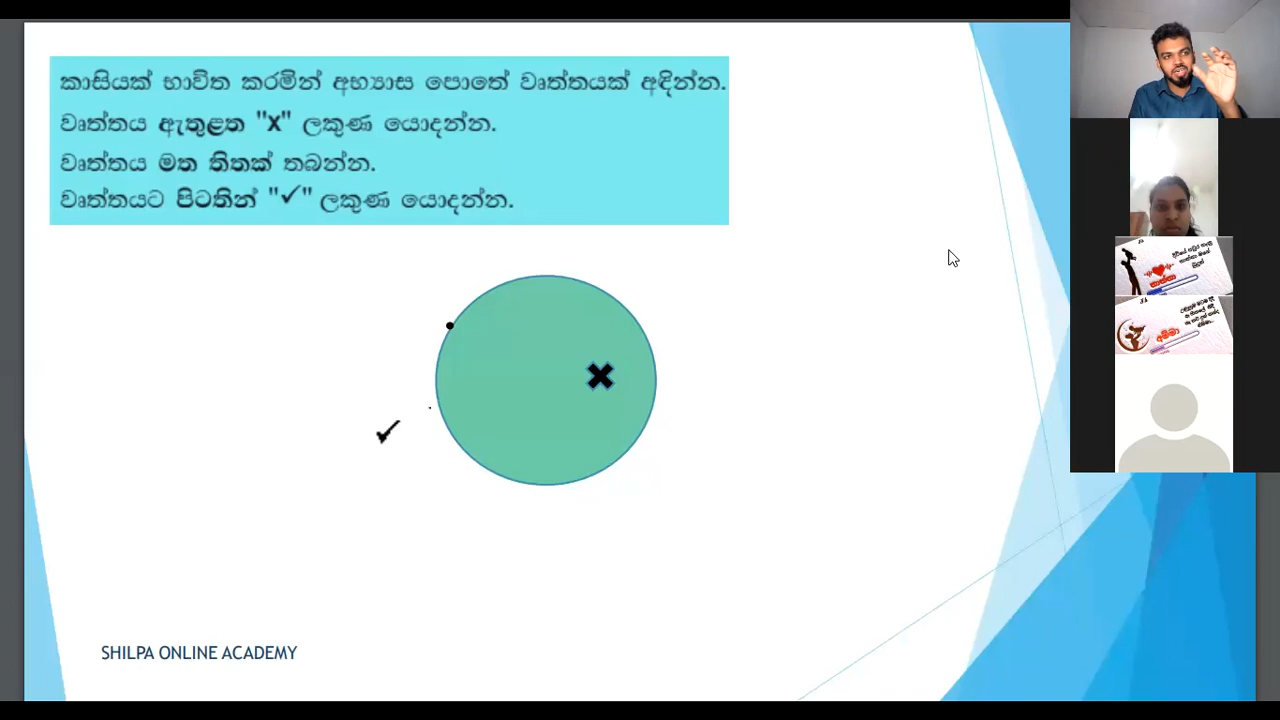 කාසියක් භාවිත කරමින් අභ්‍යාස පොතේ වෘත්තයක් අඳින්න.
වෘත්තය ඇතුළත "x" ලකුණ යොදන්න.
වෘත්තය මත තිතක් තබන්න.
වෘත්තයට පිටතින් "✓" ලකුණ යොදන්න.
SHILPA ONLINE ACADEMY
තාත්තා
අම්මා